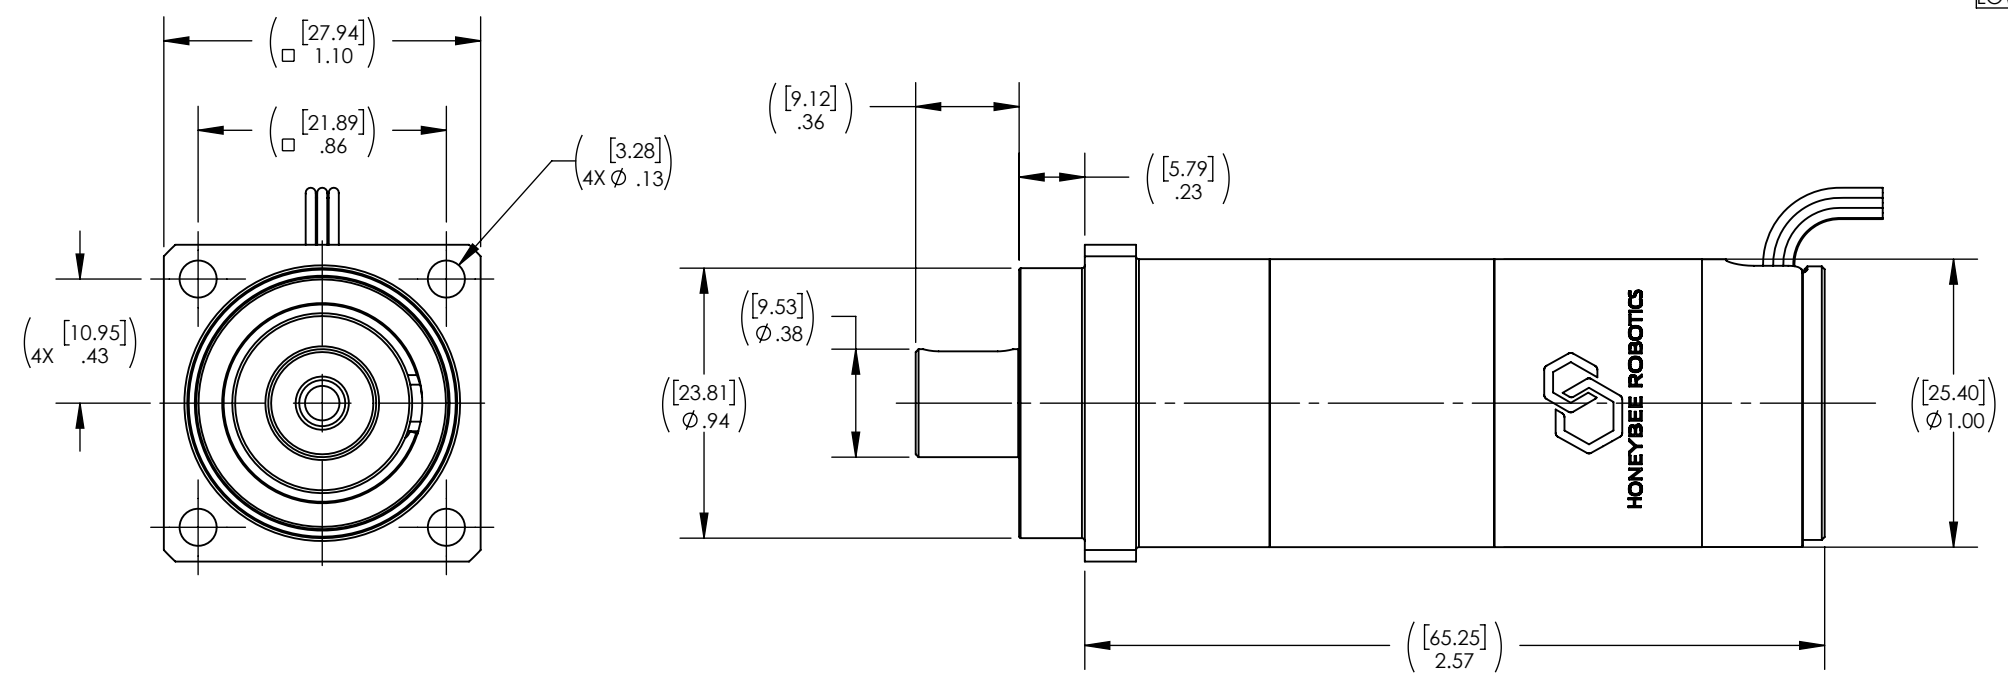 ([27.94]
□ 1.10)
([21.89]
□ .86)
([3.28]
4X Ø .13)
([10.95]
4X .43)
([9.12]
.36)
([5.79]
.23)
([9.53]
Ø .38)
([23.81]
Ø .94)
HONEYBEE ROBOTICS
([25.40]
Ø 1.00)
([65.25]
2.57)